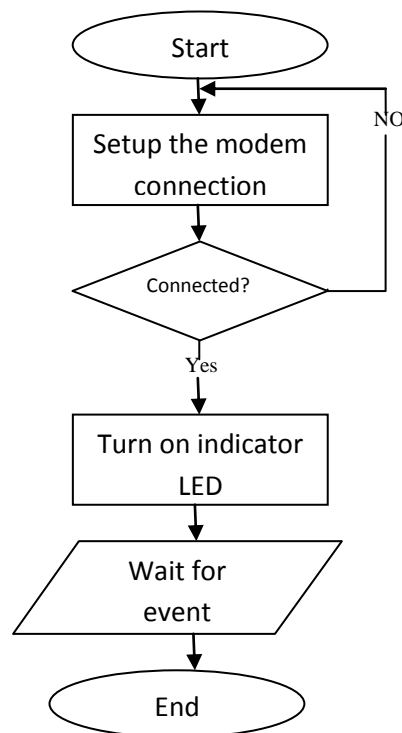 Start
NO
Setup the modem
connection
Connected?
Yes
Turn on indicator
LED
Wait for
event
End